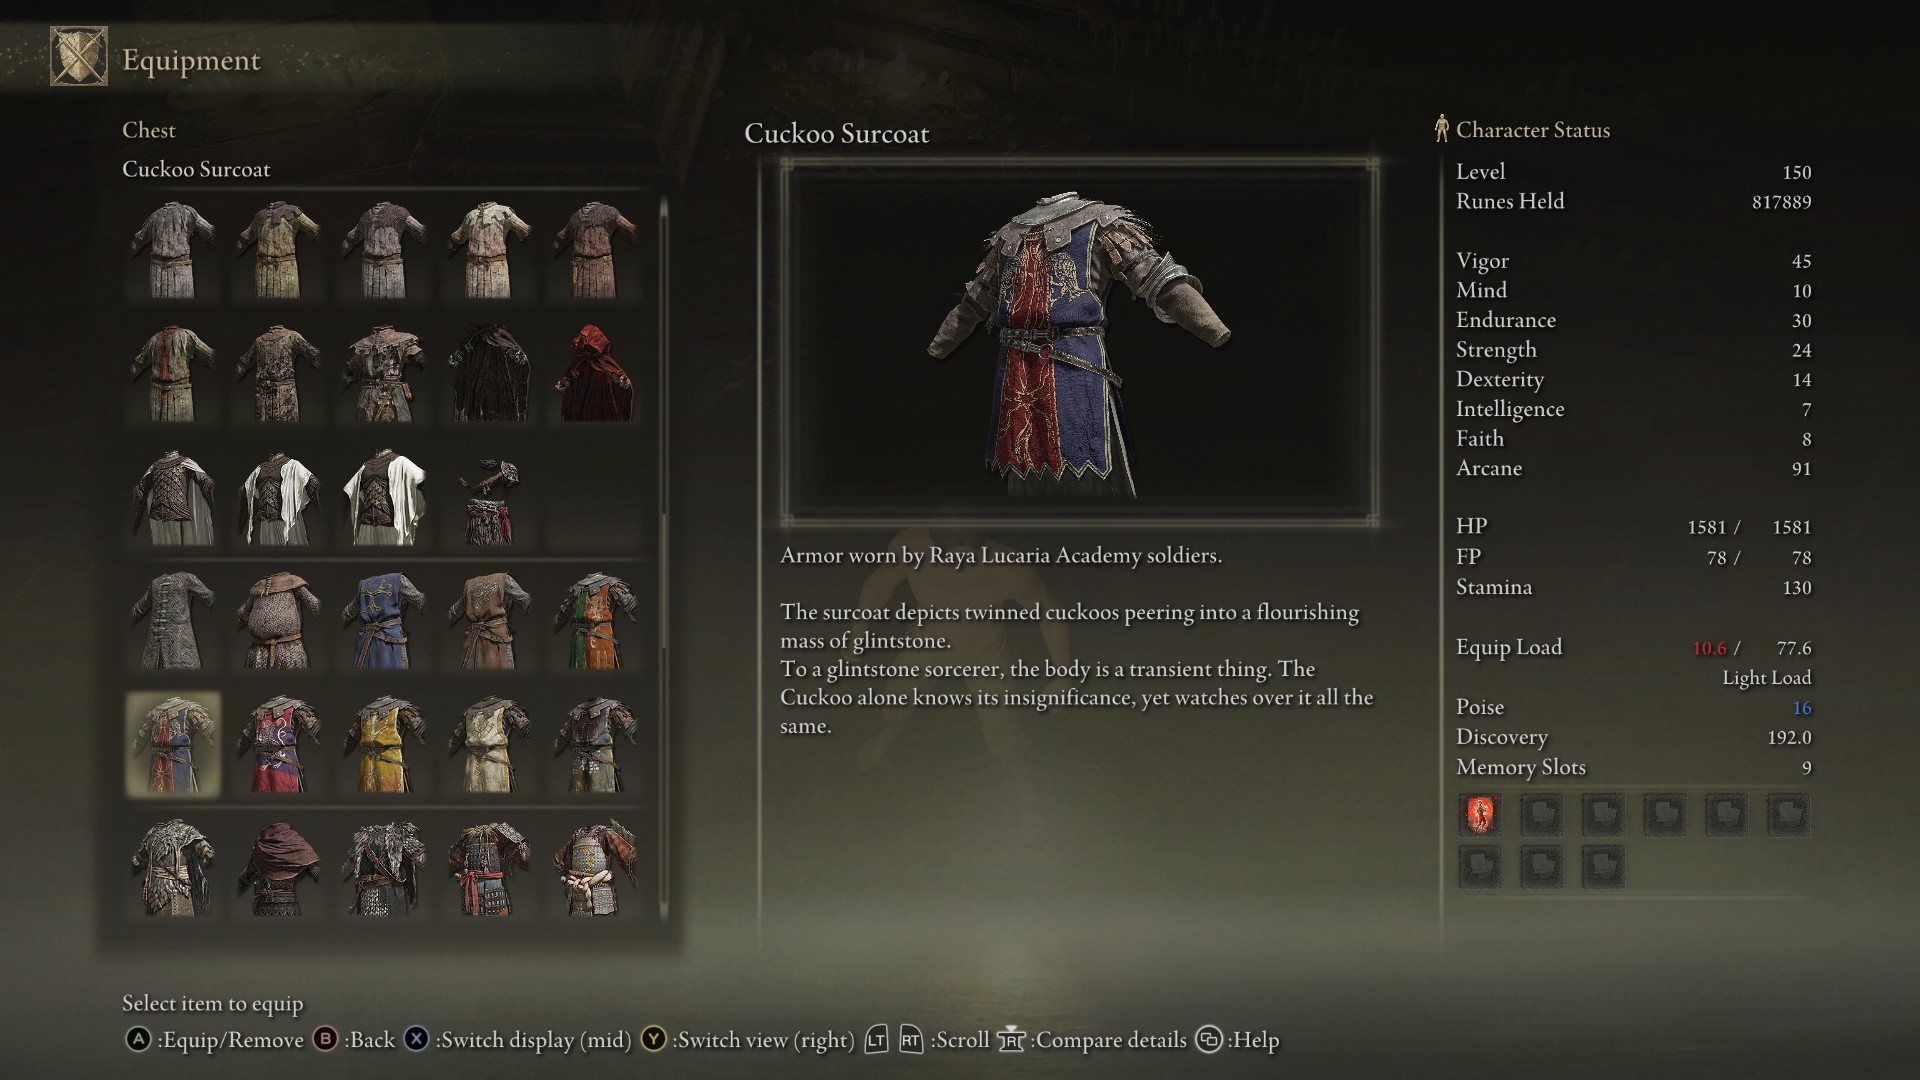 Equipment
Chest
Cuckoo Surcoat
Cuckoo Surcoat
Armor worn by Raya Lucaria Academy soldiers.
The surcoat depicts twinned cuckoos peering into a flourishing
mass of glintstone.
To a glintstone sorcerer, the body is a transient thing. The
Cuckoo alone knows its insignificance, yet watches over it all the
same.
Character Status
Level 150
Runes Held 817889
Vigor 45
Mind 10
Endurance 30
Strength 24
Dexterity 14
Intelligence 7
Faith 8
Arcane 91
HP 1581 / 1581
FP 78 / 78
Stamina 130
Equip Load 10.6 / 77.6
Light Load
Poise 16
Discovery 192.0
Memory Slots 9
Select item to equip
A :Equip/Remove B :Back X :Switch display (mid) Y :Switch view (right) LT RT :Scroll R :Compare details :Help